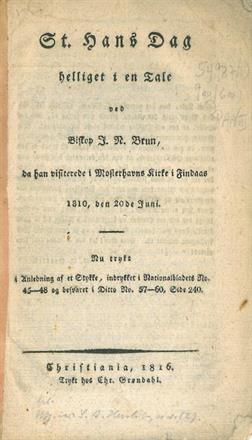 St. Hans Dag
helliget i en Tale
ved
Biskop J. N. Brun,
da han visiterede i Mosterhavns Kirke i Findaas
1810, den 20de Juni.
Nu trykt
i Anledning af et Stykke, indrykket i Nationalbladets No.
45—48 og besvaret i Ditto No. 57—60, Side 240.
Christiania, 1816.
Trykt hos Chr. Grøndahl.